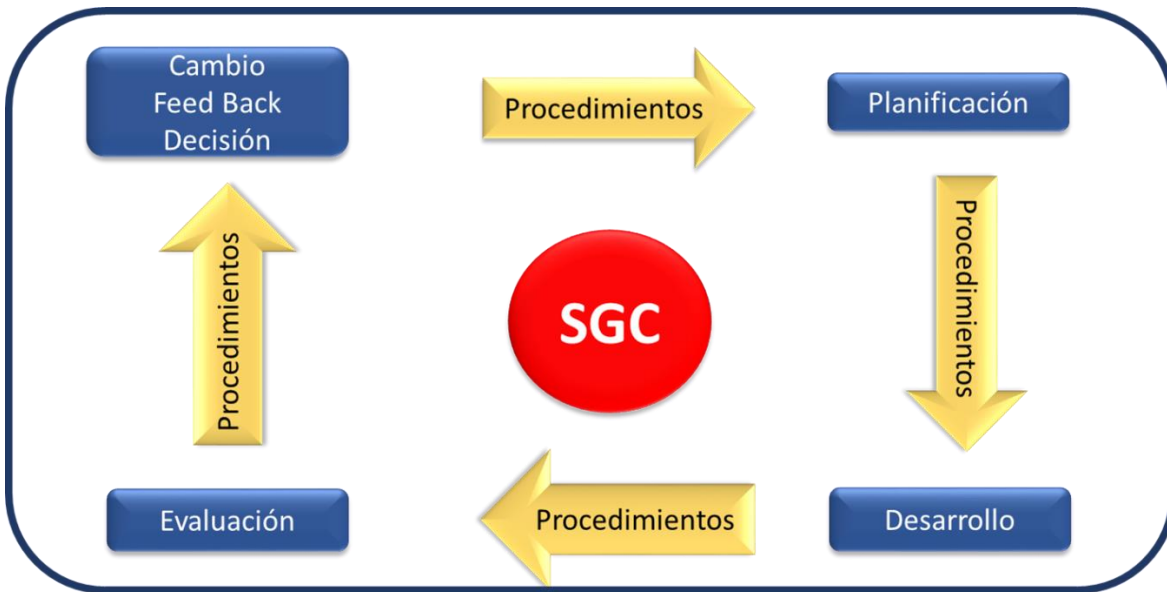 Cambio
Feed Back
Decisión
Procedimientos
Planificación
Procedimientos
Desarrollo
Procedimientos
Evaluación
Procedimientos
SGC